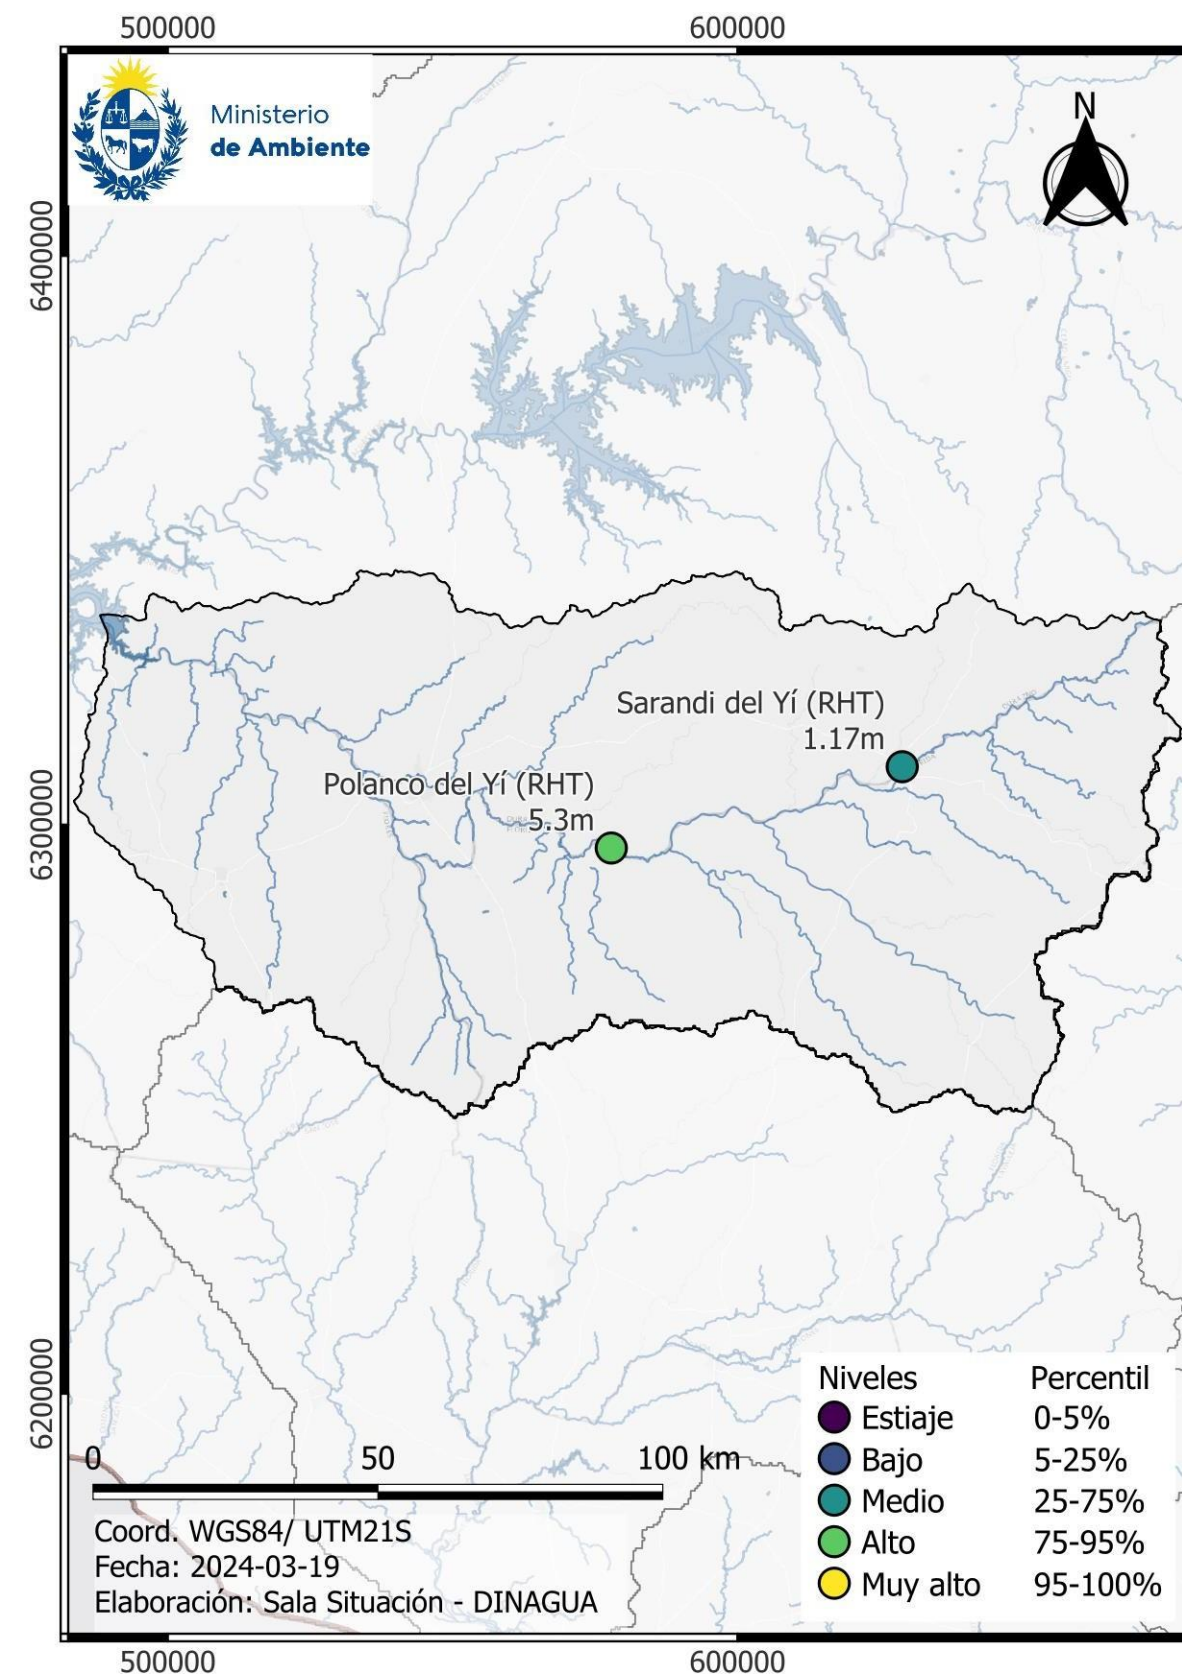 500000
600000
Ministerio
de Ambiente
N
6400000
Sarandi del Yí (RHT)
1.17m
Polanco del Yí (RHT)
5.3m
6300000
6200000
Niveles
Percentil
Estiaje
0-5%
Bajo
5-25%
Medio
25-75%
Alto
75-95%
Muy alto
95-100%
0
50
100 km
Coord. WGS84/ UTM21S
Fecha: 2024-03-19
Elaboración: Sala Situación - DINAGUA
500000
600000